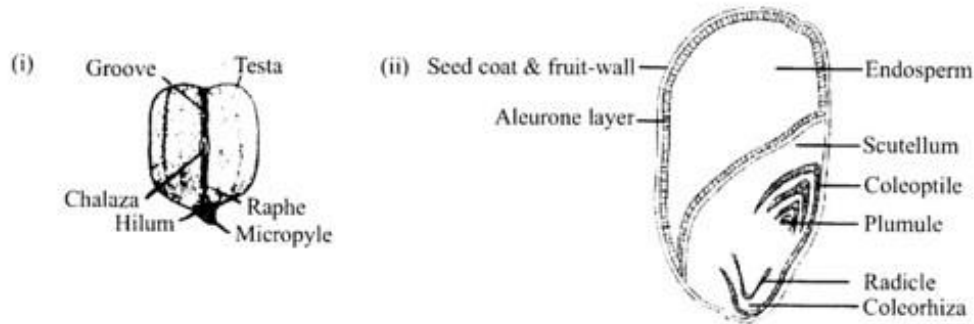 (i)
Groove
Testa
Chalaza
Hilum
Raphe
Micropyle
(ii)
Seed coat & fruit-wall
Aleurone layer
Endosperm
Scutellum
Coleoptile
Plumule
Radicle
Coleorhiza